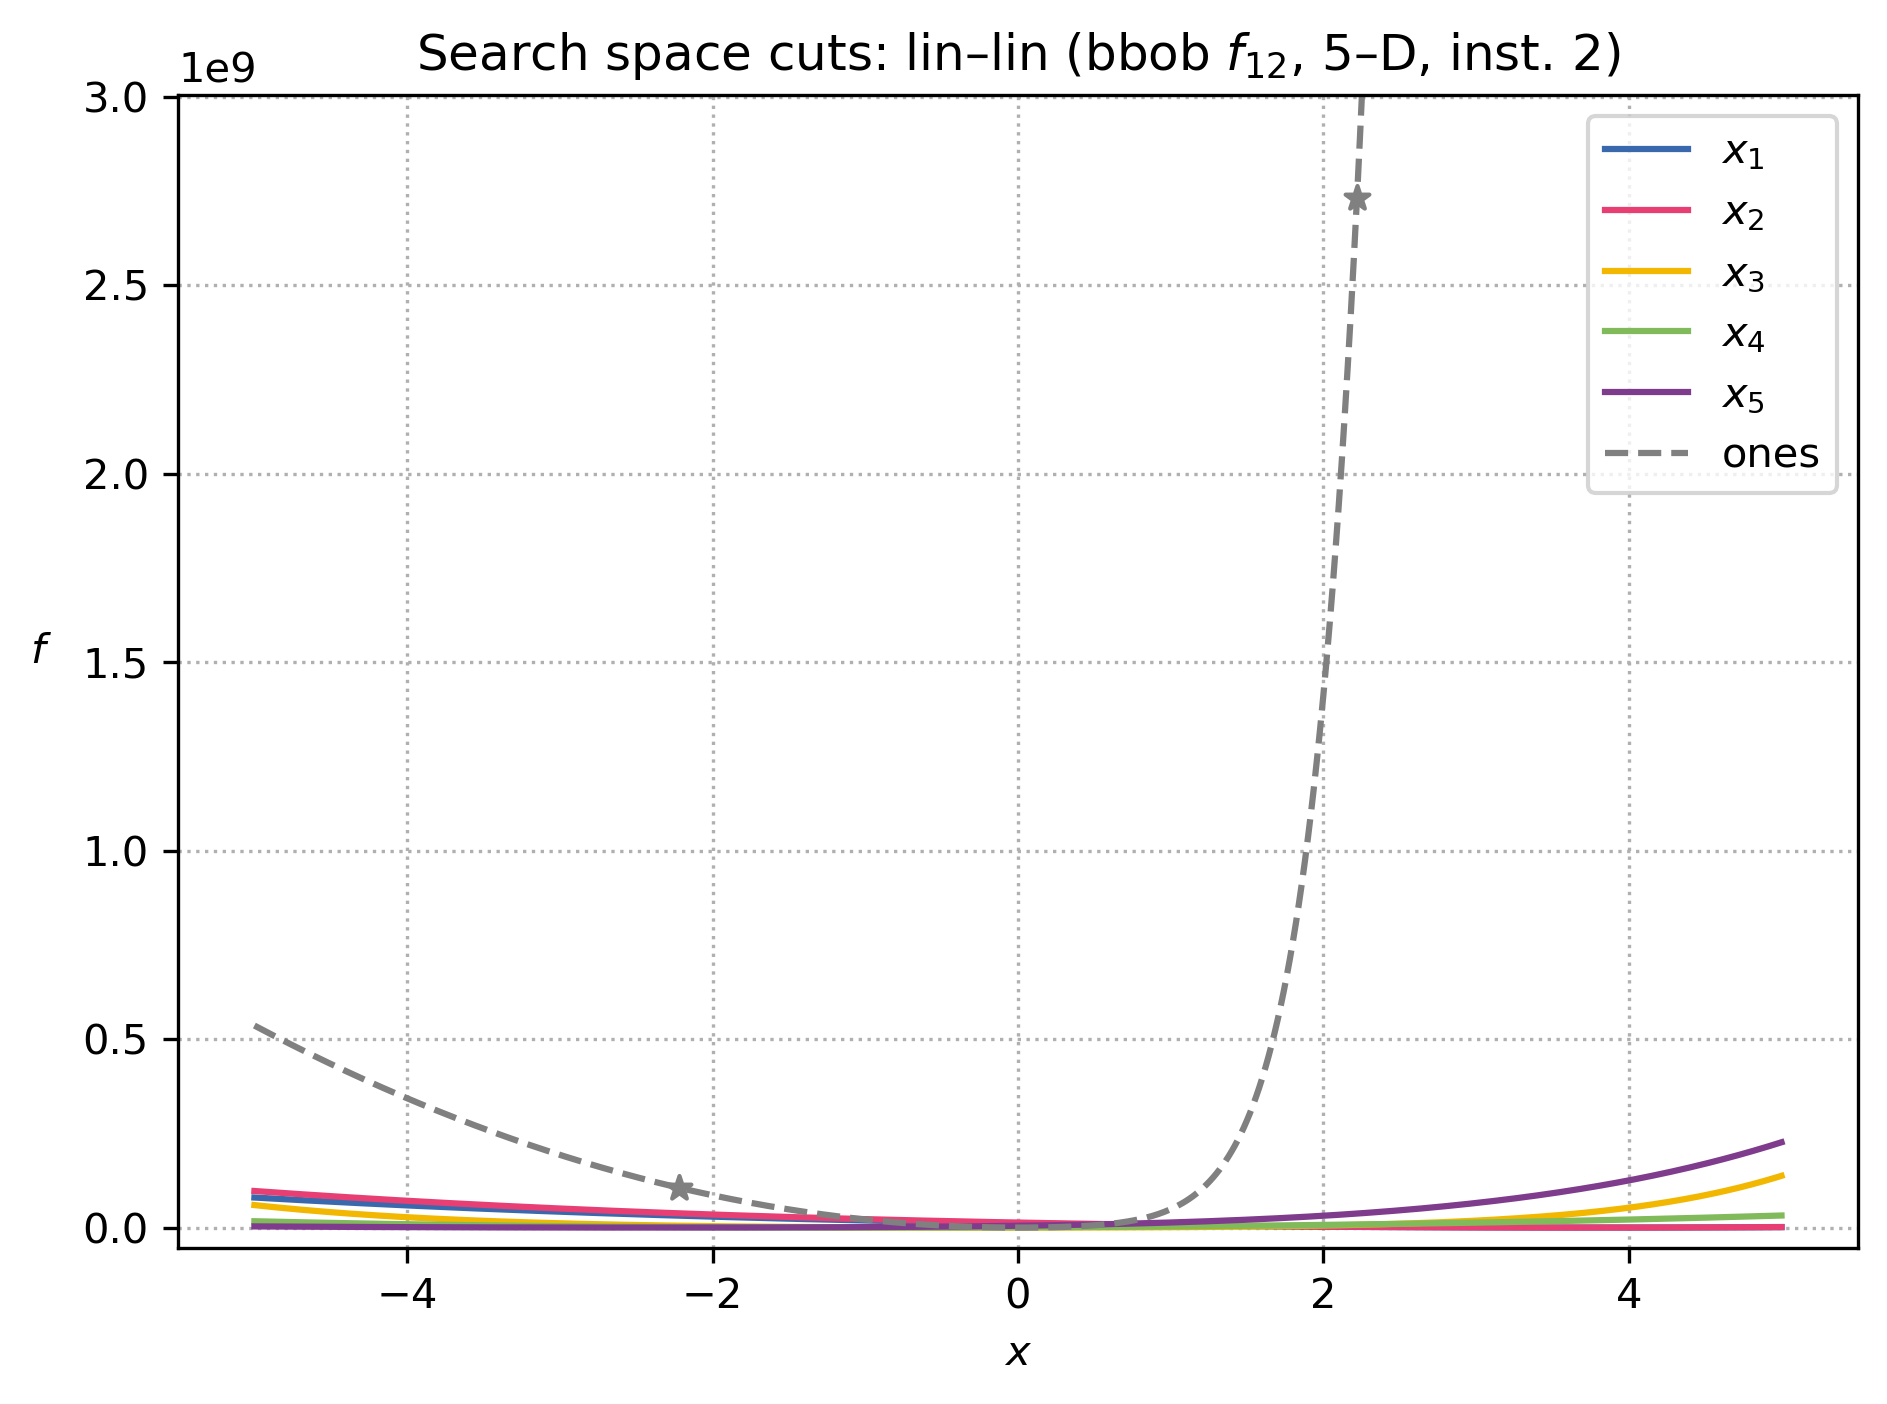 Search space cuts: lin–lin (bbob f₁₂, 5–D, inst. 2)
1e9
3.0
2.5
2.0
1.5
1.0
0.5
0.0
f
−4
−2
0
2
4
x
x₁
x₂
x₃
x₄
x₅
ones